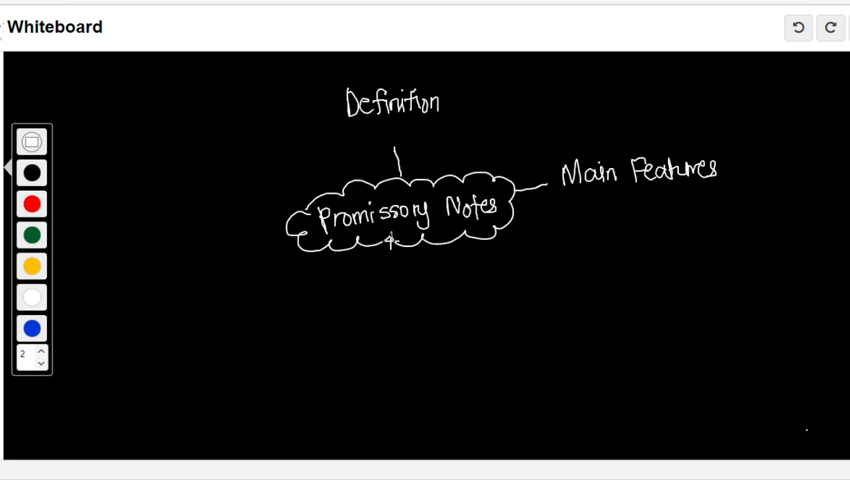 Whiteboard
Definition
Main Features
Promissory Notes
2